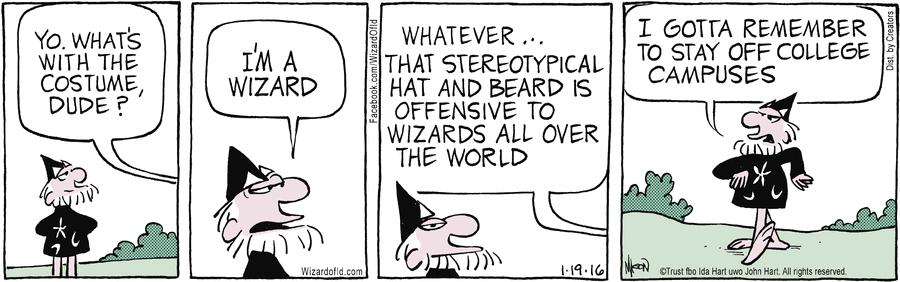 YO. WHAT'S
WITH THE
COSTUME,
DUDE?
I'M A
WIZARD
Wizardofid.com
Facebook.com/WizardOfId
WHATEVER...
THAT STEREOTYPICAL
HAT AND BEARD IS
OFFENSIVE TO
WIZARDS ALL OVER
THE WORLD
1·19·16
I GOTTA REMEMBER
TO STAY OFF COLLEGE
CAMPUSES
Dist. by Creators
MASON
©Trust fbo Ida Hart uwo John Hart. All rights reserved.